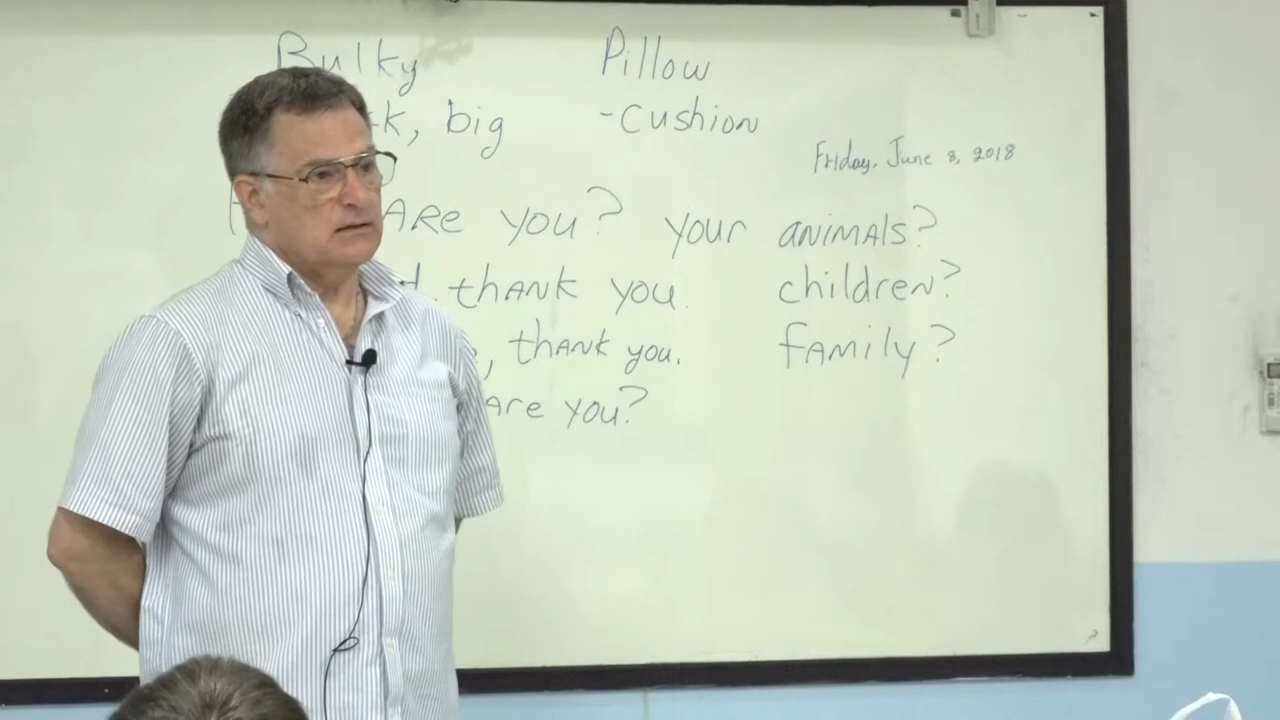 Bulky
Pillow
big
-cushion
Friday, June 8, 2018
ARe you? your animals?
thank you. children?
thank you. family?
are you?